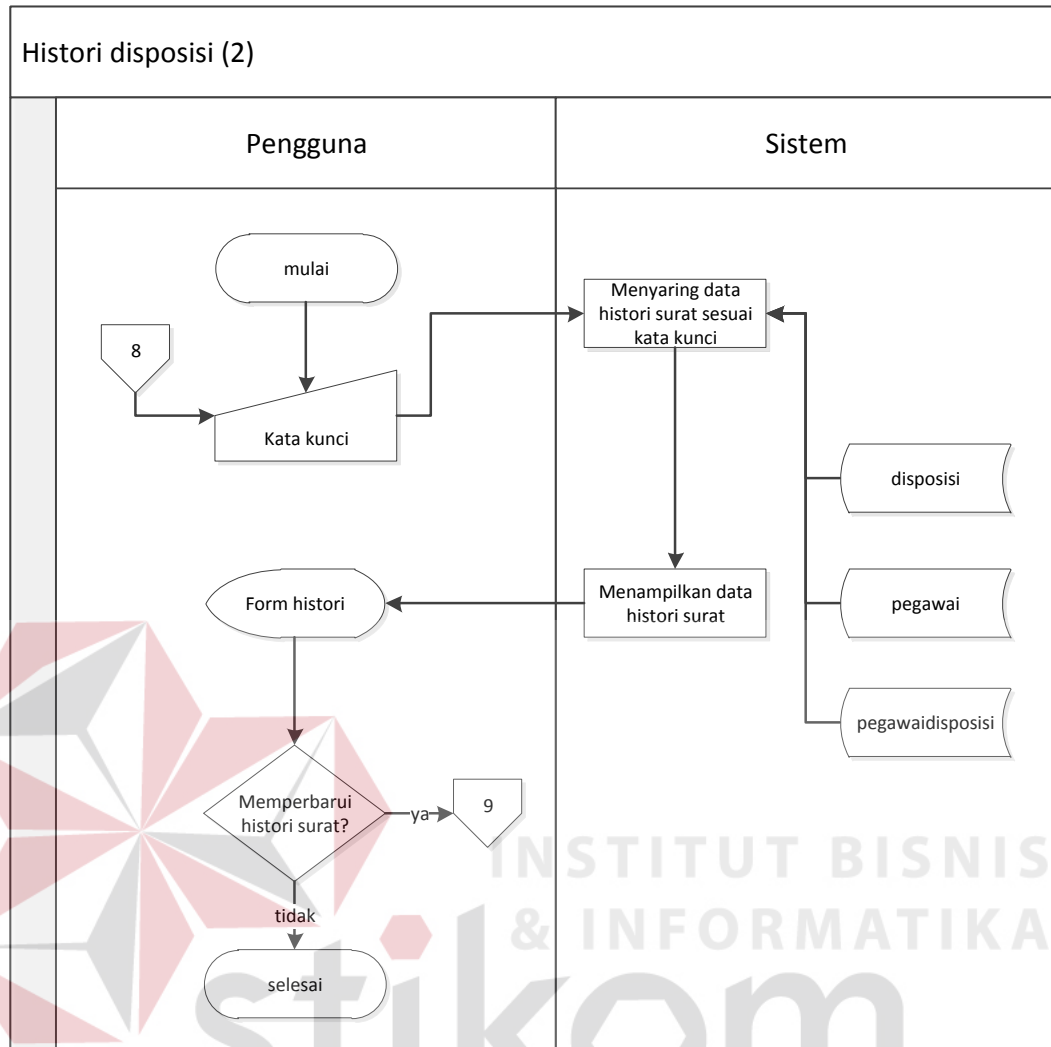 Histori disposisi (2)
Pengguna
Sistem
mulai
Menyaring data
histori surat sesuai
kata kunci
8
Kata kunci
disposisi
Form histori
Menampilkan data
histori surat
pegawai
pegawaidisposisi
Memperbarui
histori surat?
ya
9
tidak
selesai
INSTITUT BISNIS
& INFORMATIKA
stikom